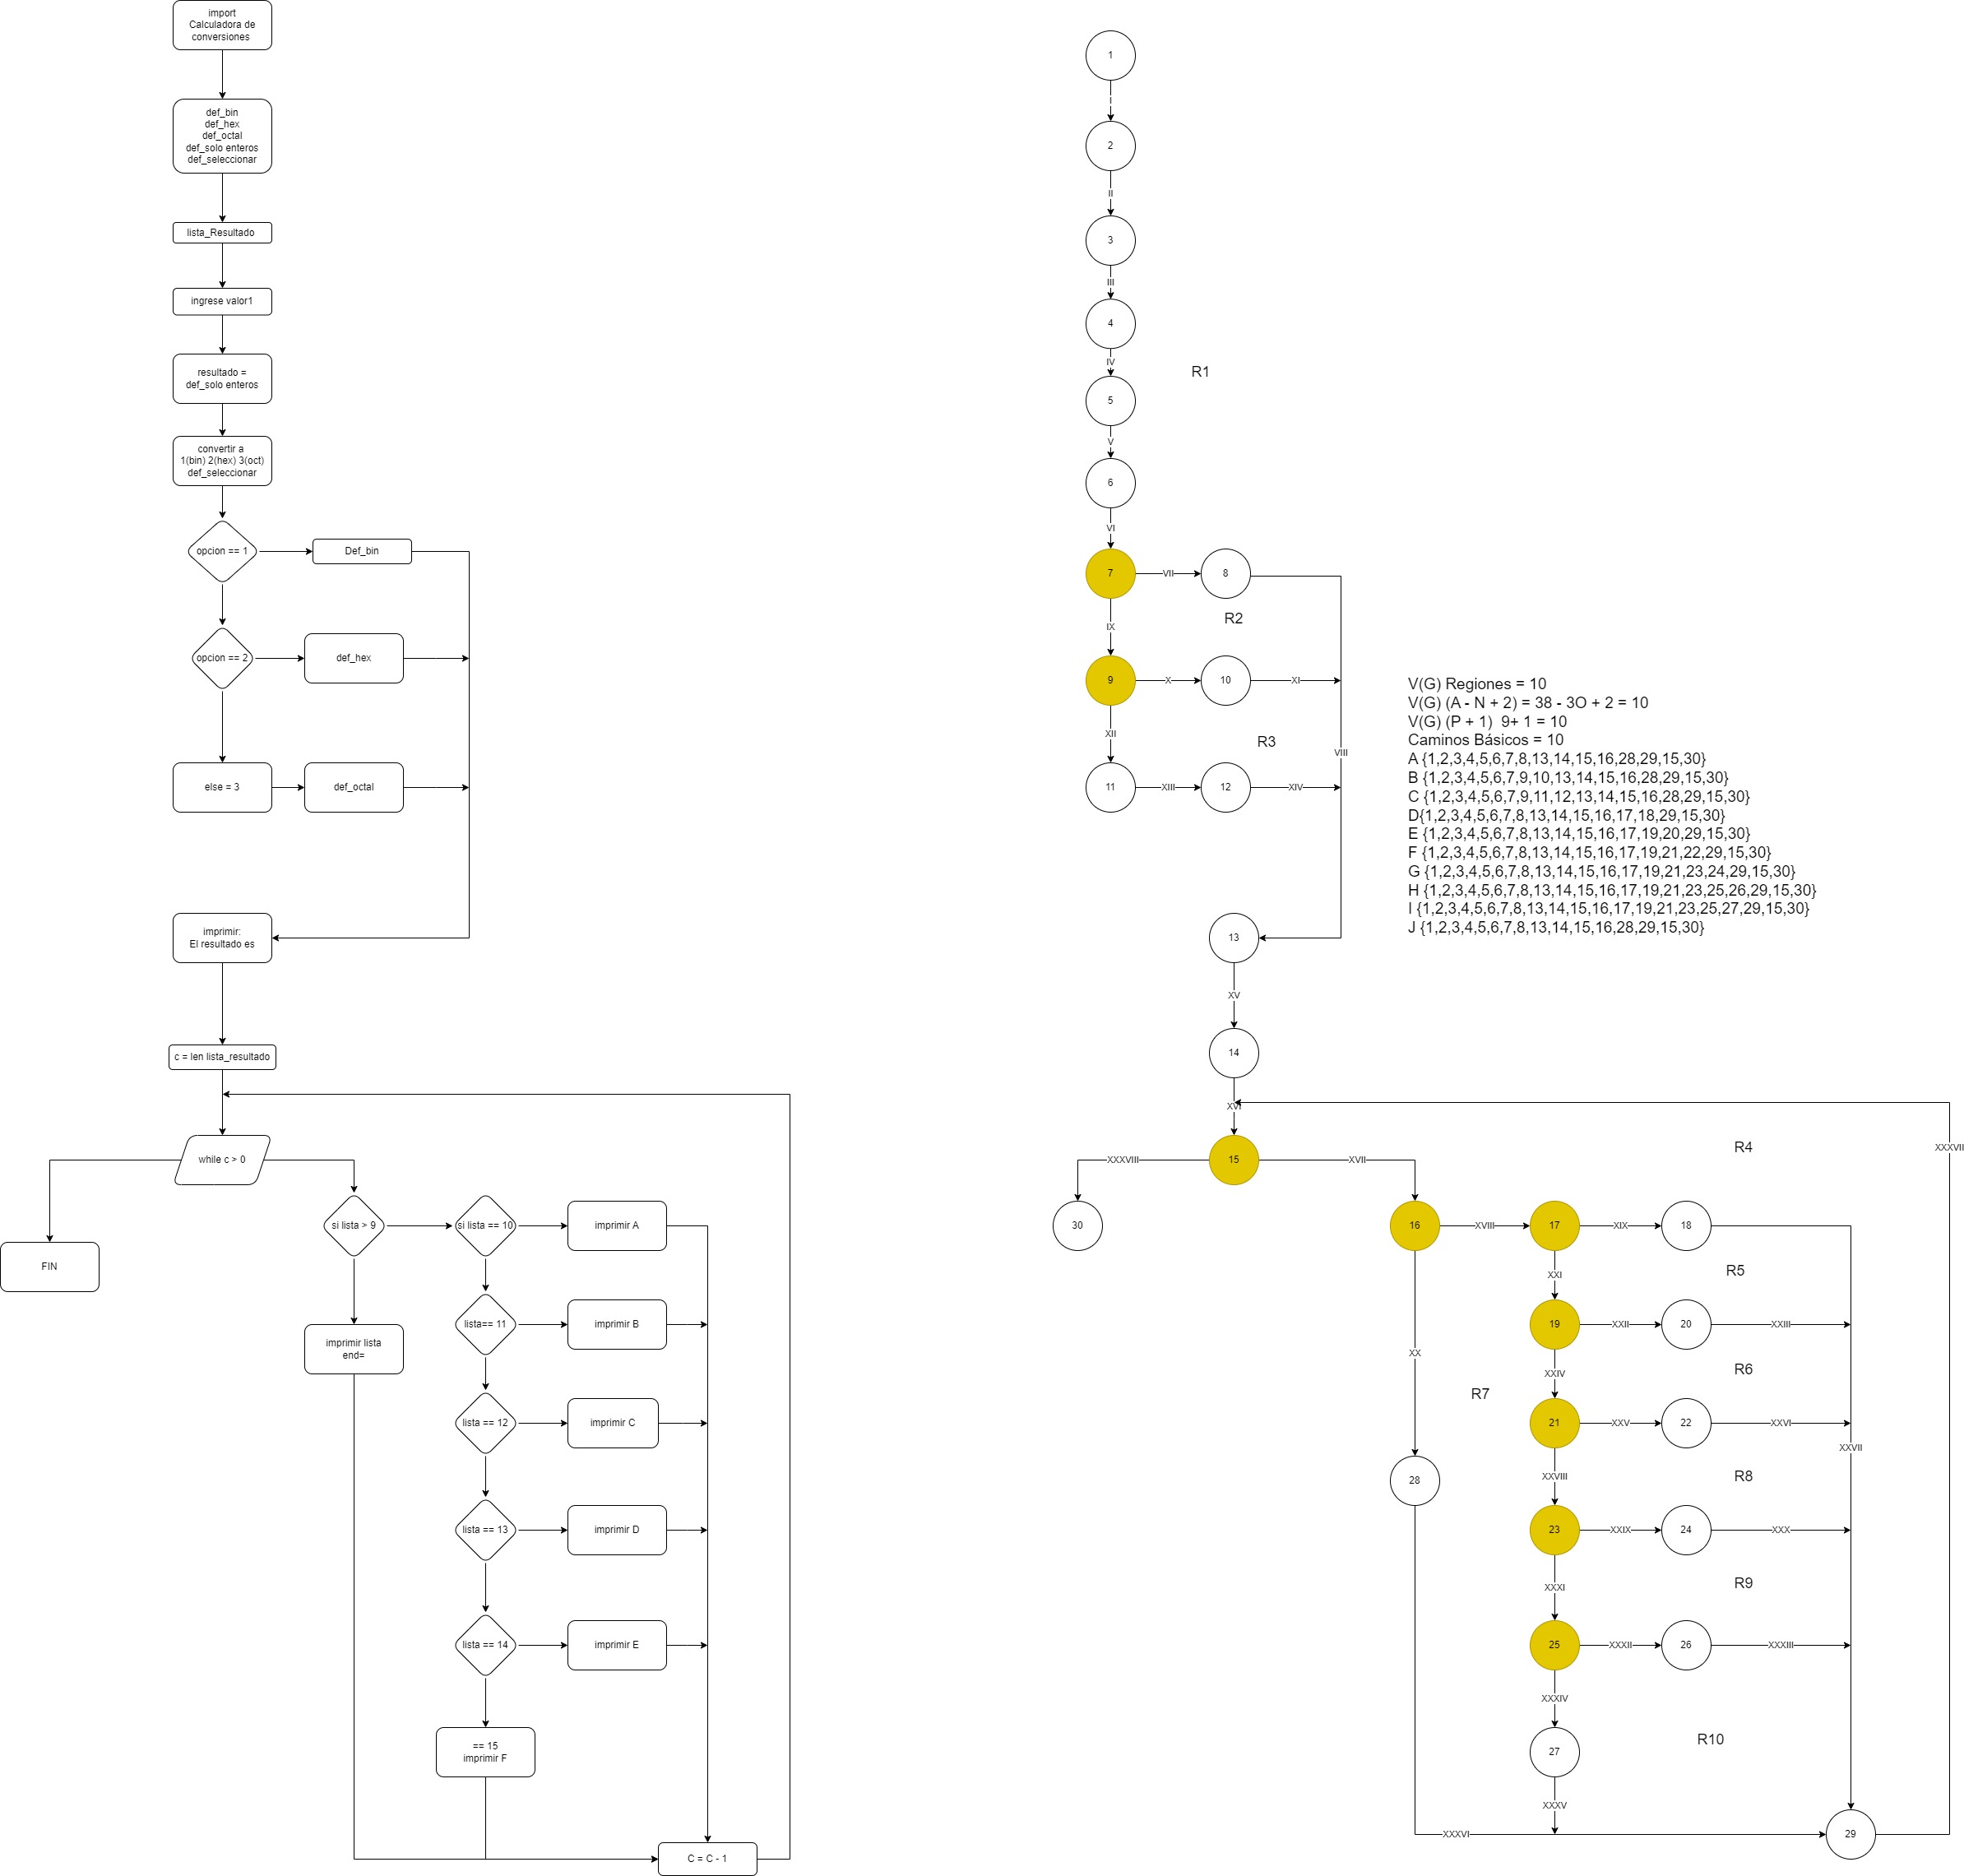 import
Calculadora de
conversiones
def_bin
def_hex
def_octal
def_solo enteros
def_seleccionar
lista_Resultado
ingrese valor1
resultado =
def_solo enteros
convertir a
1(bin) 2(hex) 3(oct)
def_seleccionar
opcion == 1
Def_bin
opcion == 2
def_hex
else = 3
def_octal
imprimir:
El resultado es
c = len lista_resultado
while c > 0
FIN
si lista > 9
si lista == 10
imprimir A
lista== 11
imprimir B
imprimir lista
end=
lista == 12
imprimir C
lista == 13
imprimir D
lista == 14
imprimir E
== 15
imprimir F
C = C - 1
1
I
2
II
3
III
4
IV
R1
5
V
6
VI
7
VII
8
R2
IX
9
X
10
XI
XII
R3
VIII
11
XIII
12
XIV
V(G) Regiones = 10
V(G) (A - N + 2) = 38 - 3O + 2 = 10
V(G) (P + 1) 9+ 1 = 10
Caminos Básicos = 10
A {1,2,3,4,5,6,7,8,13,14,15,16,28,29,15,30}
B {1,2,3,4,5,6,7,9,10,13,14,15,16,28,29,15,30}
C {1,2,3,4,5,6,7,9,11,12,13,14,15,16,28,29,15,30}
D{1,2,3,4,5,6,7,8,13,14,15,16,17,18,29,15,30}
E {1,2,3,4,5,6,7,8,13,14,15,16,17,19,20,29,15,30}
F {1,2,3,4,5,6,7,8,13,14,15,16,17,19,21,22,29,15,30}
G {1,2,3,4,5,6,7,8,13,14,15,16,17,19,21,23,24,29,15,30}
H {1,2,3,4,5,6,7,8,13,14,15,16,17,19,21,23,25,26,29,15,30}
I {1,2,3,4,5,6,7,8,13,14,15,16,17,19,21,23,25,27,29,15,30}
J {1,2,3,4,5,6,7,8,13,14,15,16,28,29,15,30}
13
XV
14
XVI
R4
XXXVII
XXXVIII
15
XVII
30
16
XVIII
17
XIX
18
XXI
R5
19
XXII
20
XXIII
XX
XXIV
R6
R7
21
XXV
22
XXVI
XXVII
28
XXVIII
R8
23
XXIX
24
XXX
XXXI
R9
25
XXXII
26
XXXIII
XXXIV
R10
27
XXXV
XXXVI
29